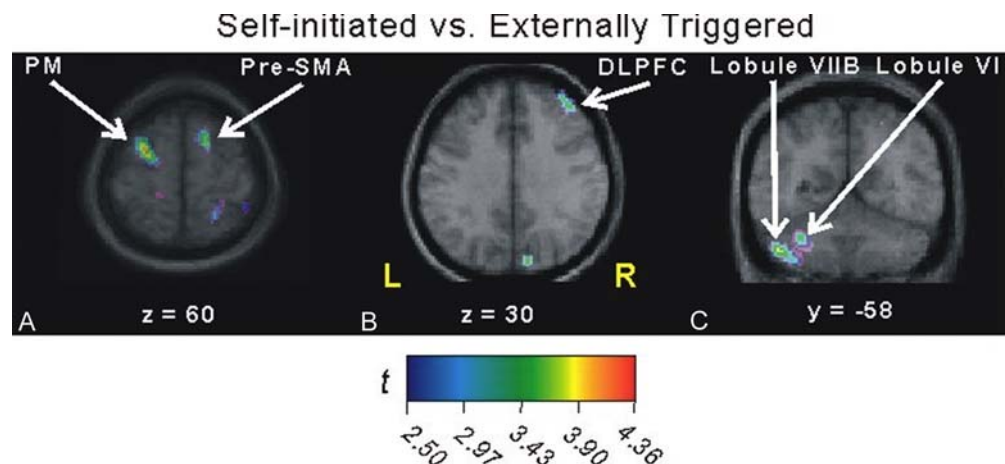 Self-initiated vs. Externally Triggered
PM Pre-SMA DLPFC Lobule VIIB Lobule VI
L R
A z = 60 B z = 30 C y = -58
t
2.50 2.97 3.43 3.90 4.36